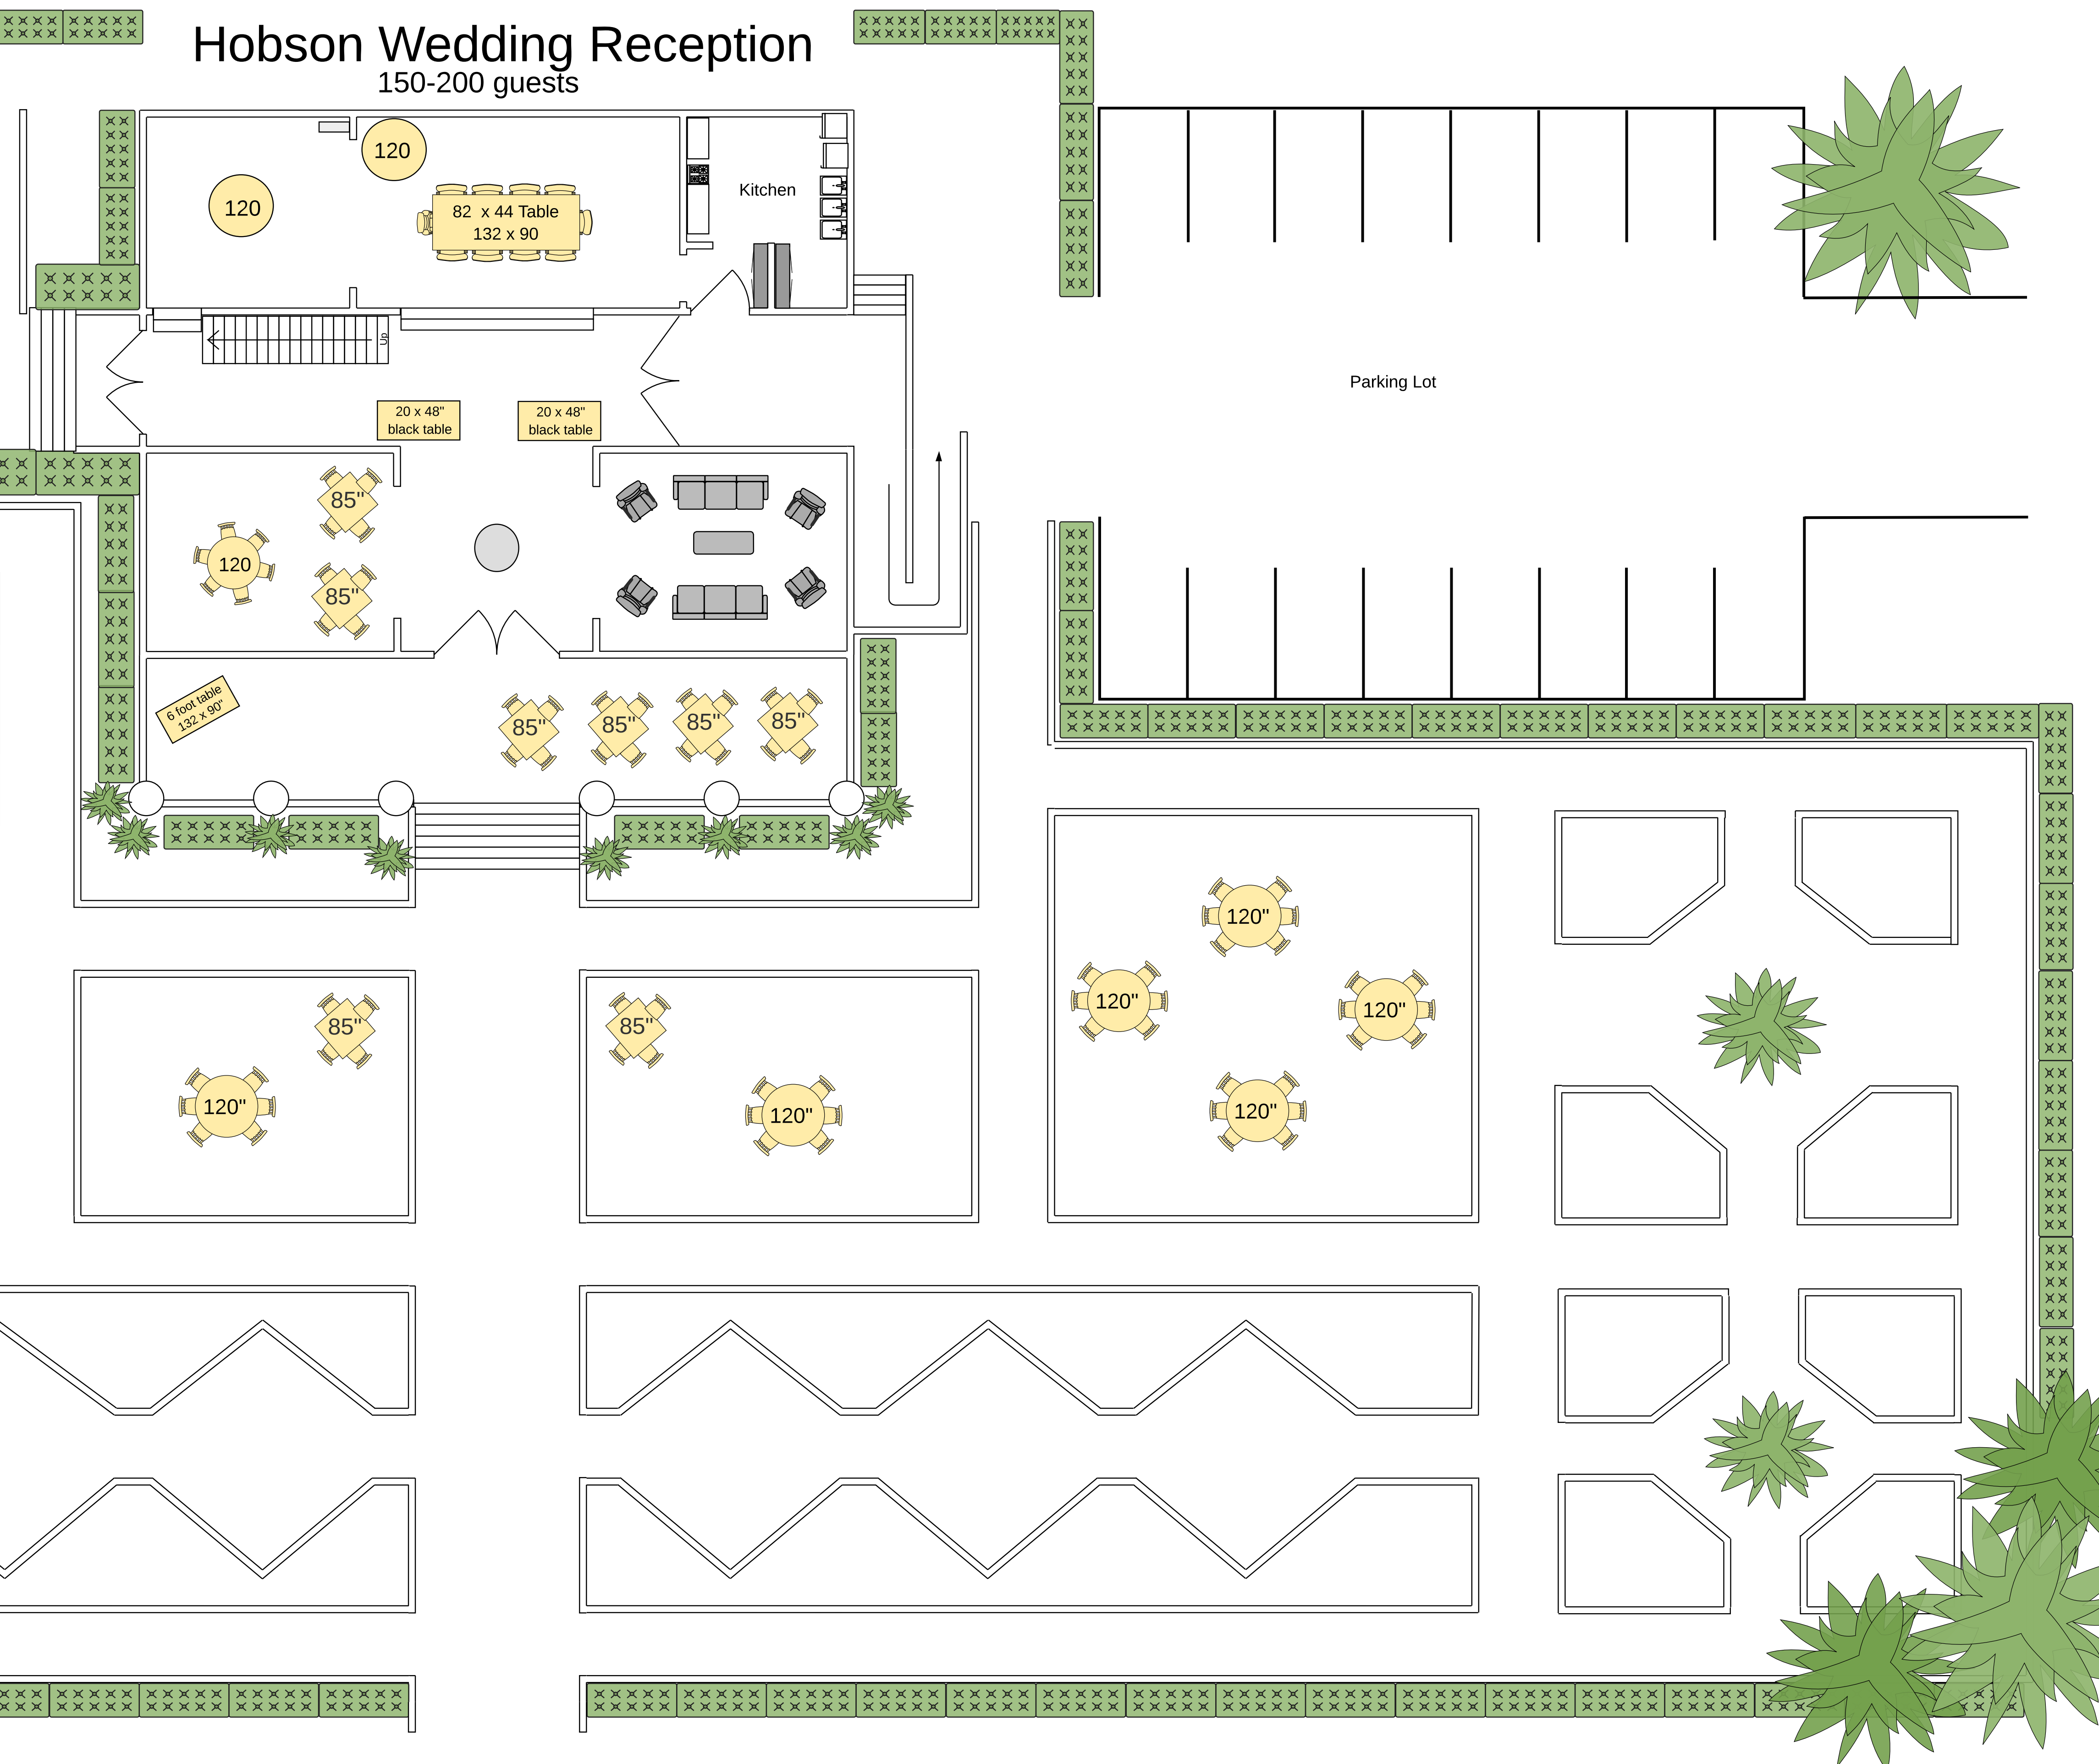 Hobson Wedding Reception
150-200 guests
120
120
82 x 44 Table
132 x 90
Kitchen
Up
Parking Lot
20 x 48"
black table
20 x 48"
black table
85"
120
85"
6 foot table
132 x 90"
85"
85"
85"
85"
120"
120"
120"
120"
85"
120"
85"
120"